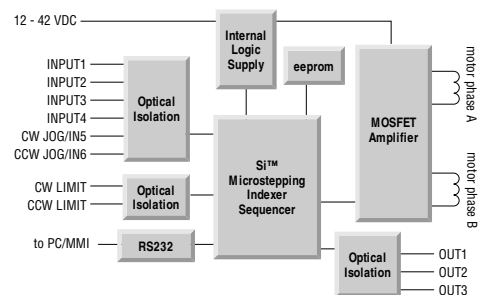 12 - 42 VDC
Internal
Logic
Supply
eeprom
INPUT1
INPUT2
INPUT3
INPUT4
CW JOG/IN5
CCW JOG/IN6
Optical
Isolation
MOSFET
Amplifier
motor phase A
motor phase B
Si™
Microstepping
Indexer
Sequencer
CW LIMIT
CCW LIMIT
Optical
Isolation
to PC/MMI
RS232
Optical
Isolation
OUT1
OUT2
OUT3